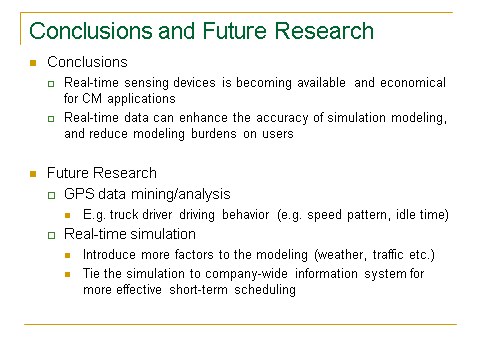 Conclusions and Future Research
Conclusions
Real-time sensing devices is becoming available and economical
for CM applications
Real-time data can enhance the accuracy of simulation modeling,
and reduce modeling burdens on users
Future Research
GPS data mining/analysis
E.g. truck driver driving behavior (e.g. speed pattern, idle time)
Real-time simulation
Introduce more factors to the modeling (weather, traffic etc.)
Tie the simulation to company-wide information system for
more effective short-term scheduling